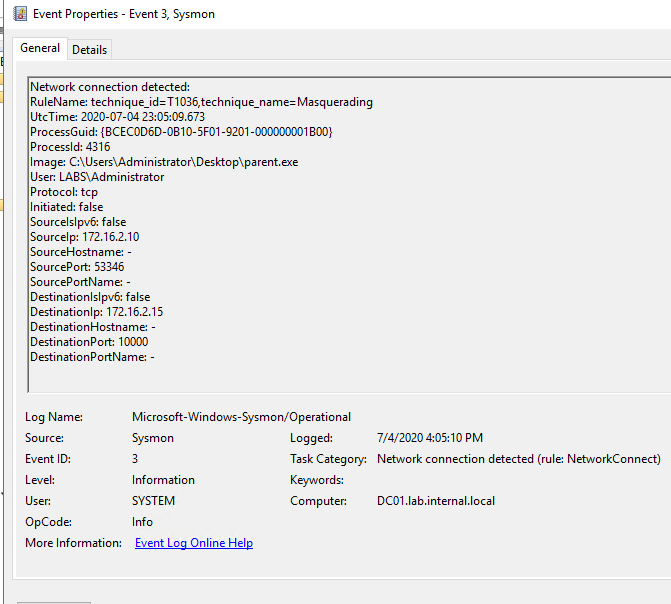 Event Properties - Event 3, Sysmon
General Details
Network connection detected:
RuleName: technique_id=T1036,technique_name=Masquerading
UtcTime: 2020-07-04 23:05:09.673
ProcessGuid: {BCEC0D6D-0B10-5F01-9201-000000001B00}
ProcessId: 4316
Image: C:\Users\Administrator\Desktop\parent.exe
User: LABS\Administrator
Protocol: tcp
Initiated: false
SourceIsIpv6: false
SourceIp: 172.16.2.10
SourceHostname: -
SourcePort: 53346
SourcePortName: -
DestinationIsIpv6: false
DestinationIp: 172.16.2.15
DestinationHostname: -
DestinationPort: 10000
DestinationPortName: -
Log Name: Microsoft-Windows-Sysmon/Operational
Source: Sysmon Logged: 7/4/2020 4:05:10 PM
Event ID: 3 Task Category: Network connection detected (rule: NetworkConnect)
Level: Information Keywords:
User: SYSTEM Computer: DC01.lab.internal.local
OpCode: Info
More Information: Event Log Online Help